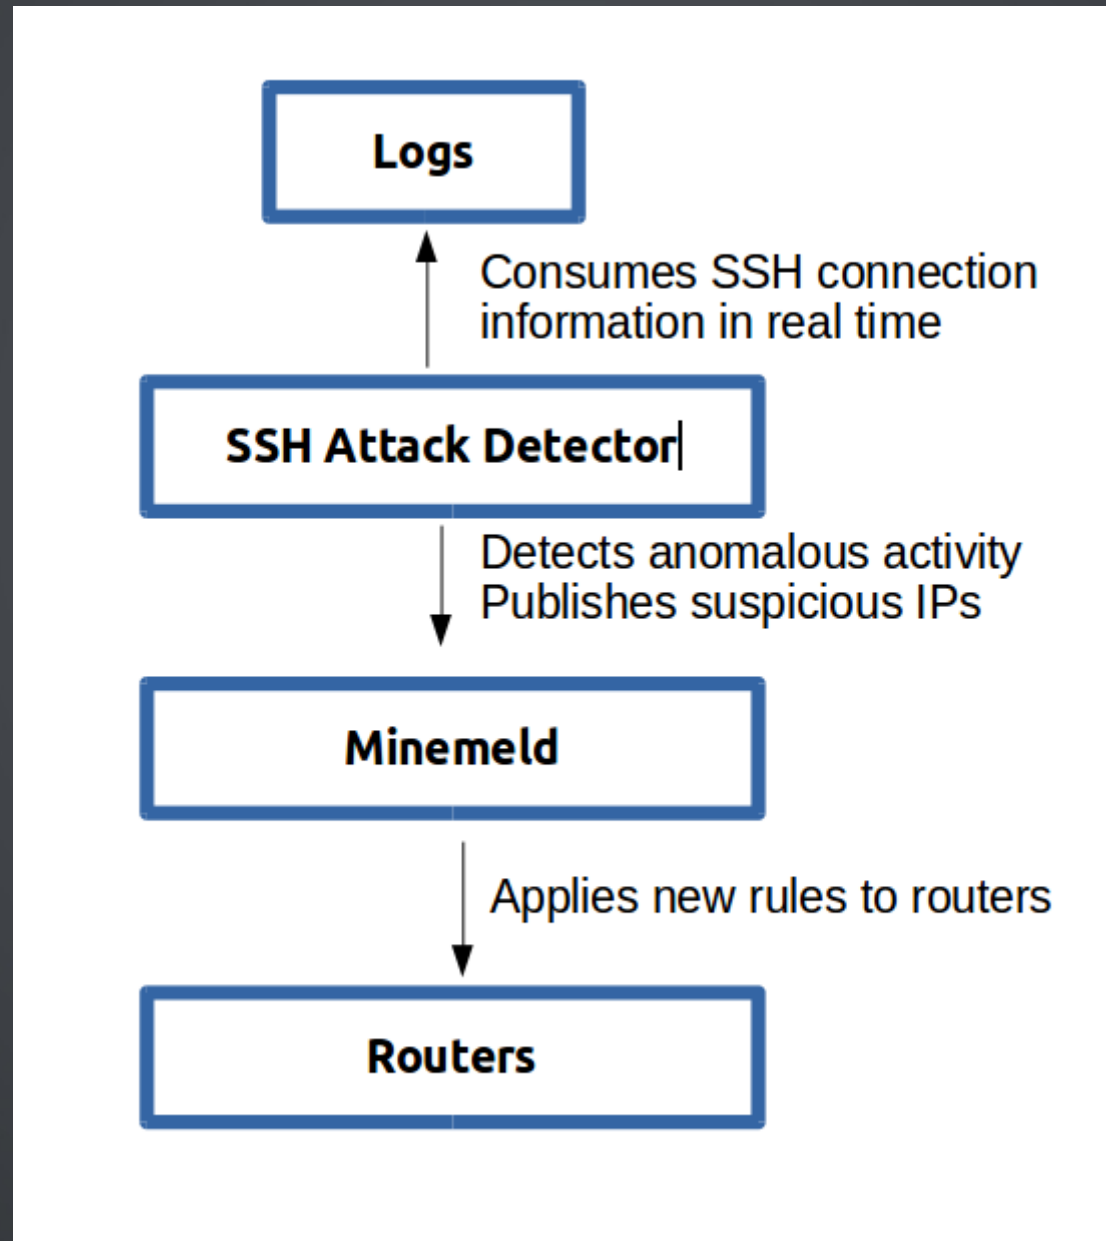 Logs
Consumes SSH connection
information in real time
SSH Attack Detector
Detects anomalous activity
Publishes suspicious IPs
Minemeld
Applies new rules to routers
Routers